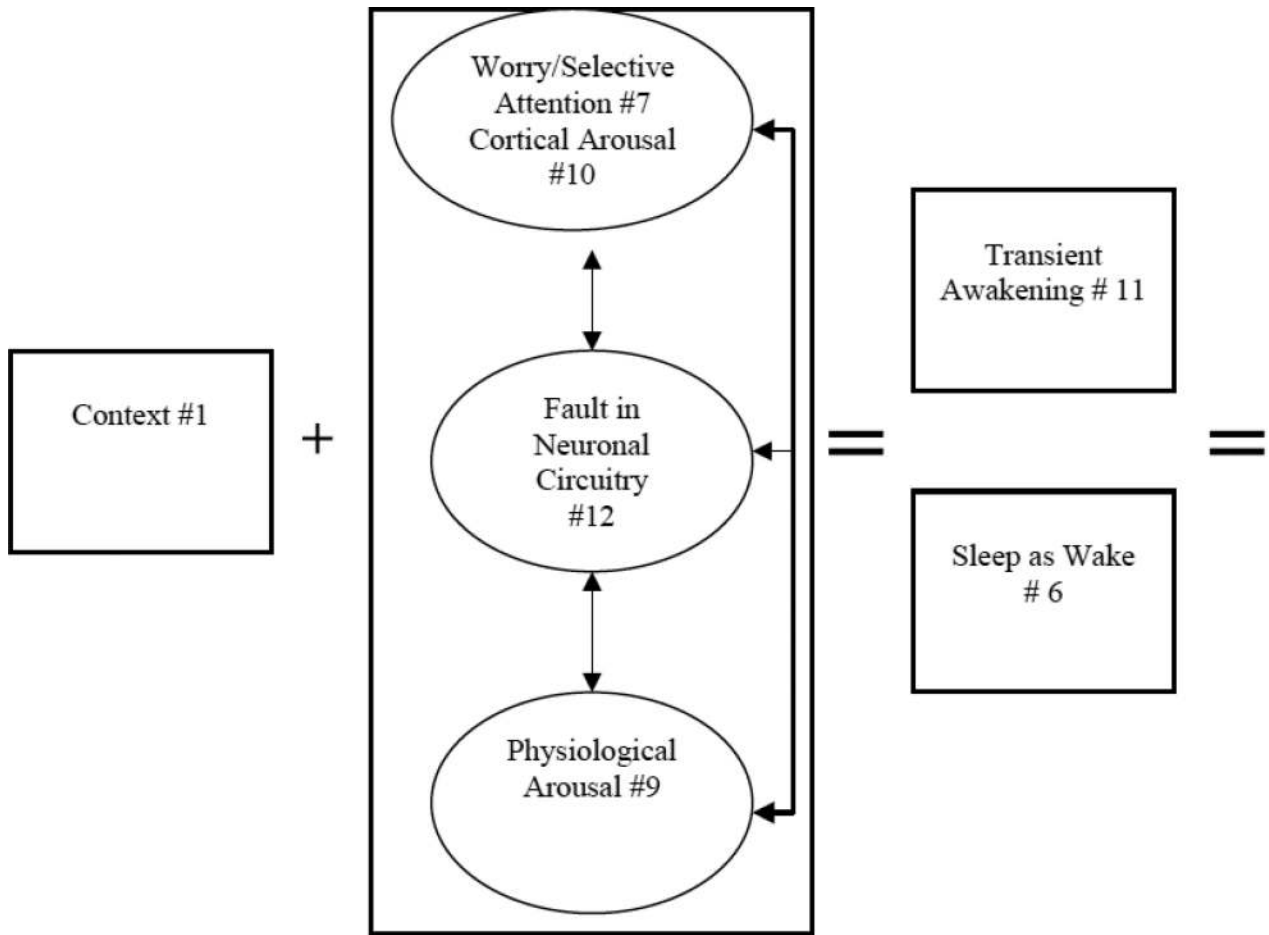 Worry/Selective
Attention #7
Cortical Arousal
#10
Context #1
+
Fault in
Neuronal
Circuitry
#12
Physiological
Arousal #9
=
Transient
Awakening # 11
Sleep as Wake
# 6
=